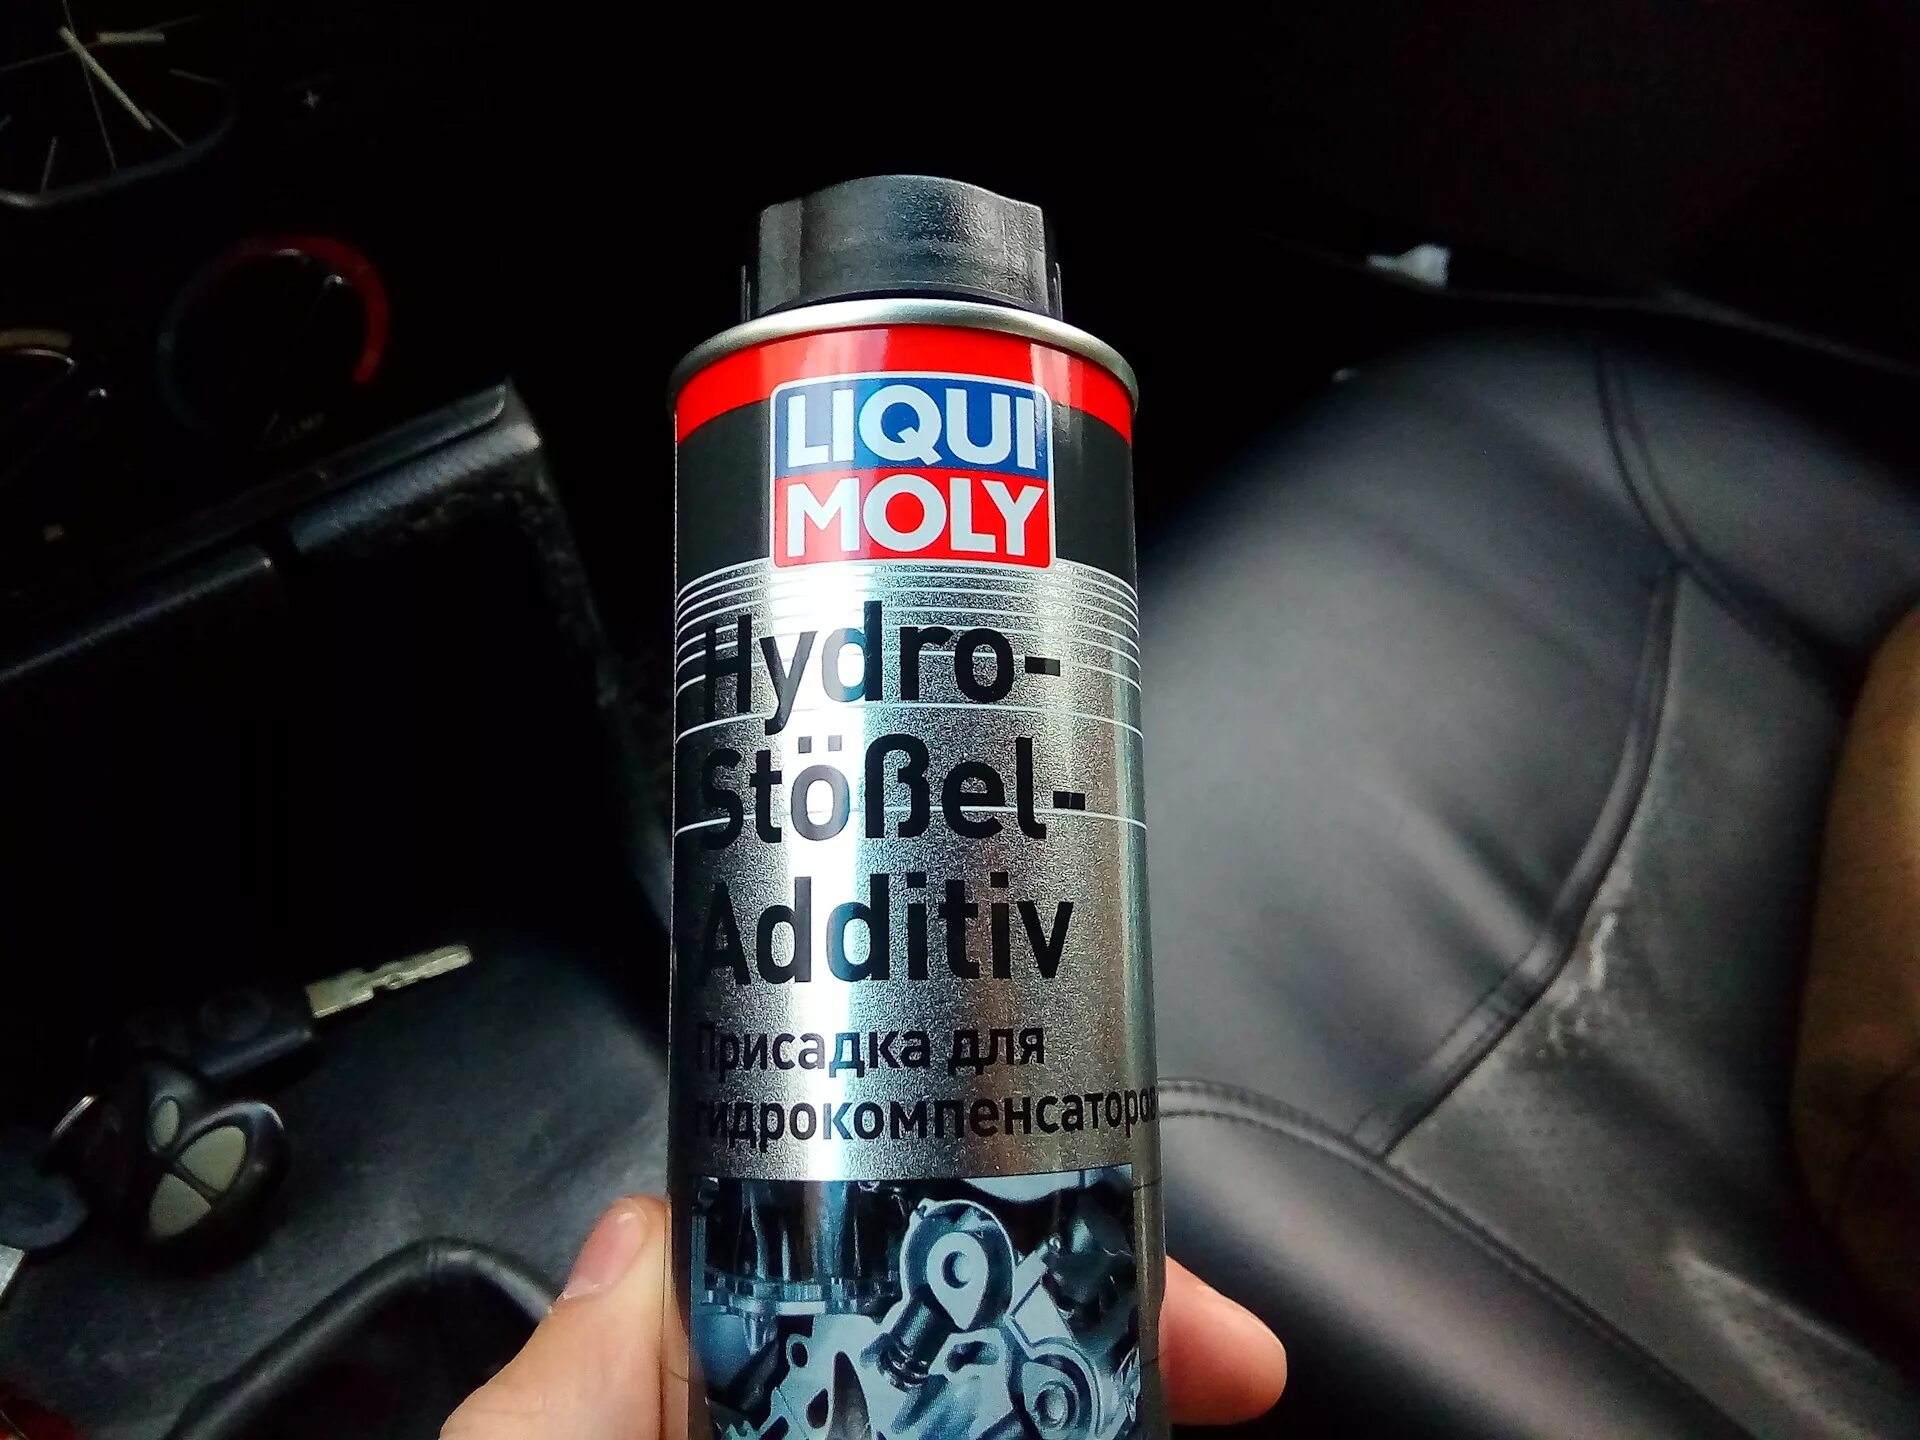 LIQUI
MOLY
Hydro-
Stößel-
Additiv
Присадка для
гидрокомпенсаторов